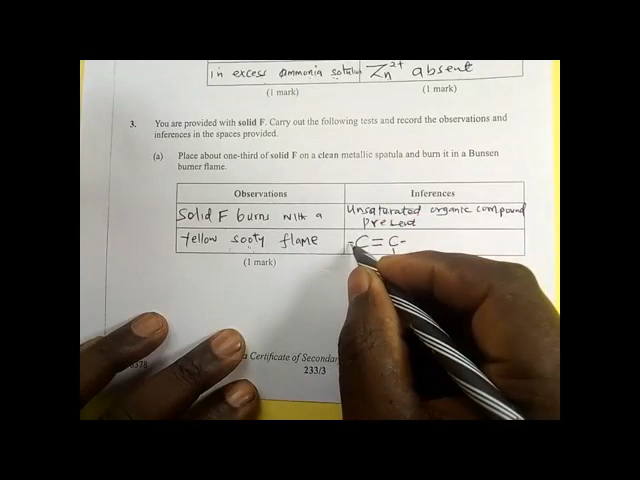 in excess ammonia solution Zn2+ absent
(1 mark) (1 mark)
3. You are provided with solid F. Carry out the following tests and record the observations and
inferences in the spaces provided.
(a) Place about one-third of solid F on a clean metallic spatula and burn it in a Bunsen
burner flame.
Observations Inferences
Solid F burns with a Unsaturated organic compound
present
Yellow sooty flame -C=C-
(1 mark)
a Certificate of Secondary
233/3